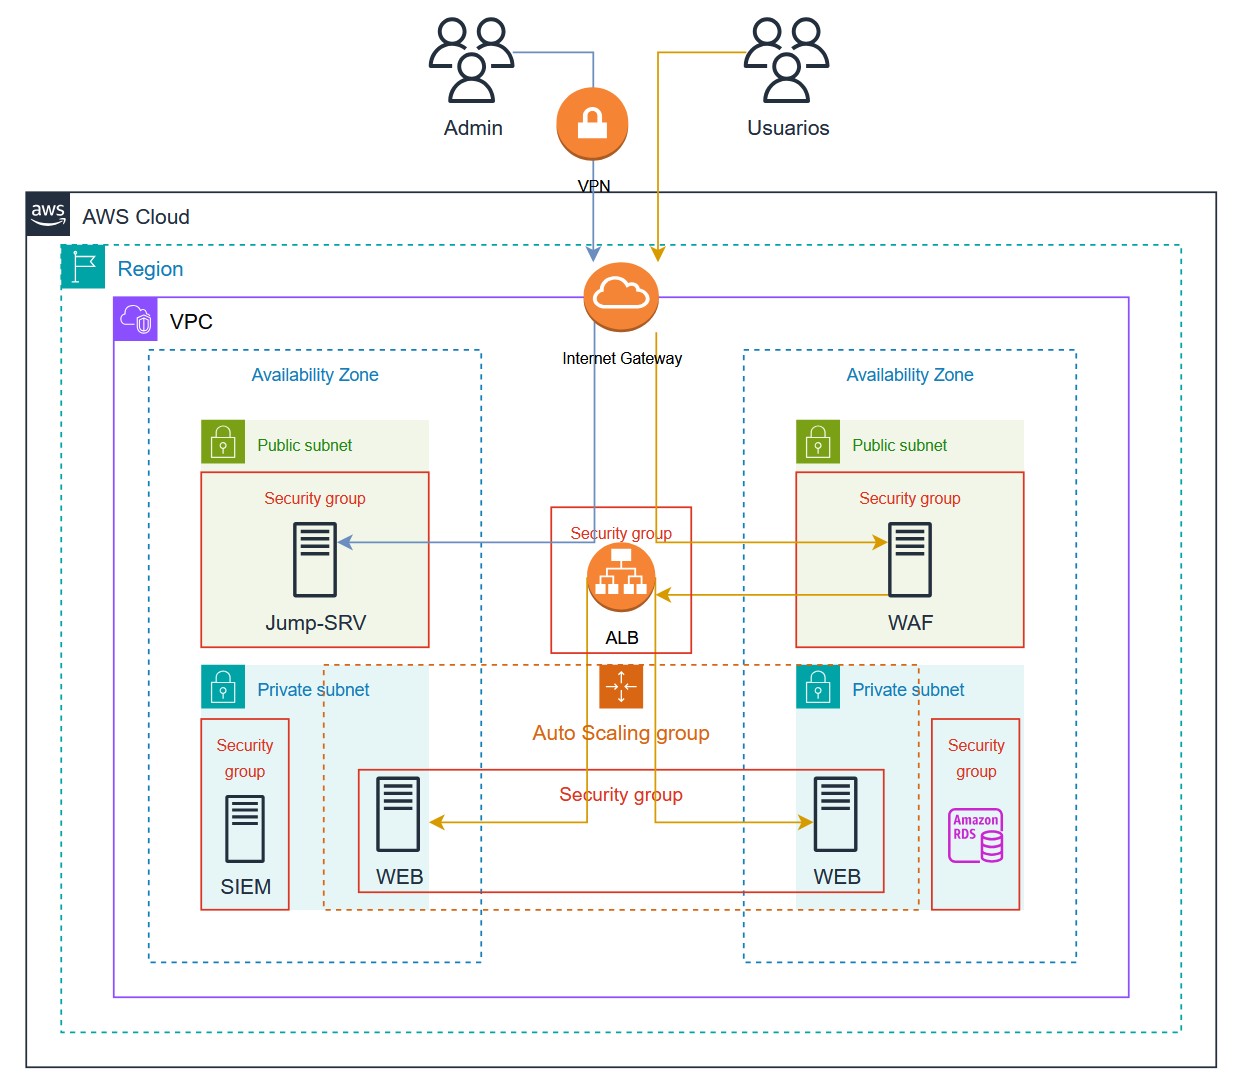 Admin
Usuarios
VPN
aws
AWS Cloud
Region
VPC
Internet Gateway
Availability Zone
Availability Zone
Public subnet
Public subnet
Security group
Security group
Security group
Jump-SRV
ALB
WAF
Private subnet
Private subnet
Auto Scaling group
Security
group
Security group
Security
group
Amazon
RDS
SIEM
WEB
WEB